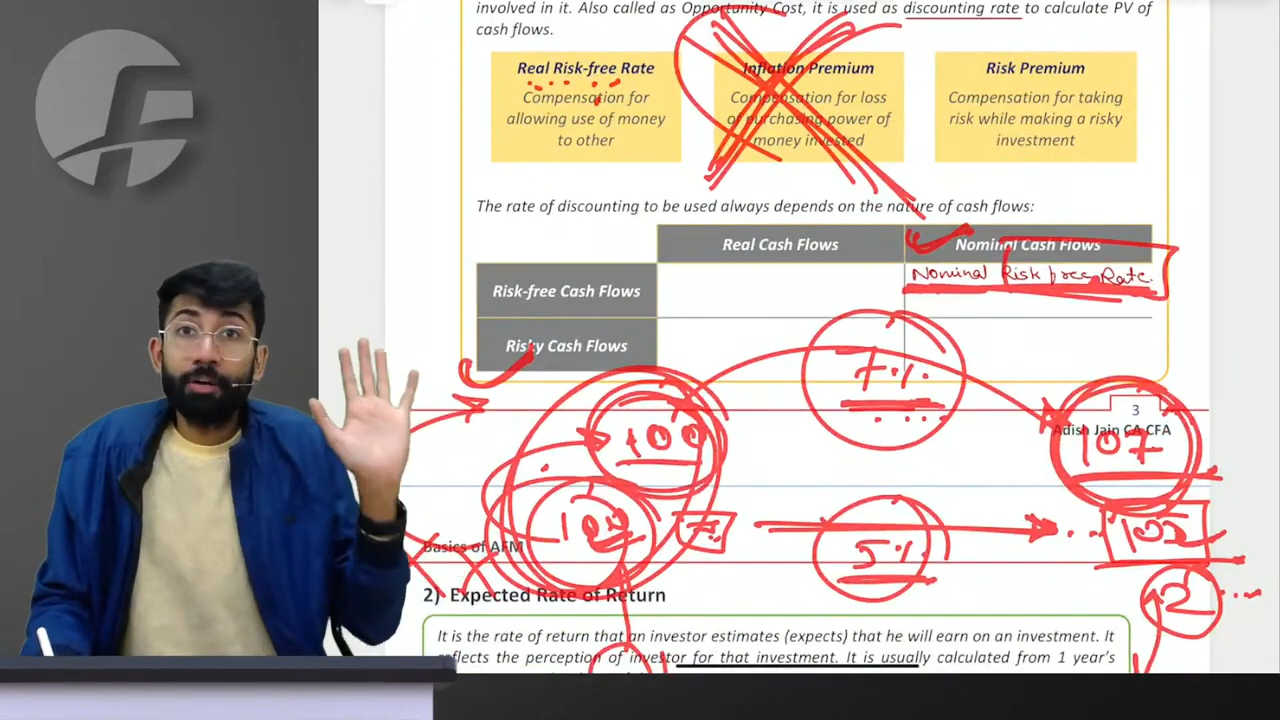 involved in it. Also called as Opportunity Cost, it is used as discounting rate to calculate PV of
cash flows.
Real Risk-free Rate
Compensation for
allowing use of money
to other
Inflation Premium
Compensation for loss
of purchasing power of
money invested
Risk Premium
Compensation for taking
risk while making a risky
investment
The rate of discounting to be used always depends on the nature of cash flows:
Real Cash Flows
Nominal Cash Flows
Risk-free Cash Flows
Nominal Risk free Rate.
Risky Cash Flows
7%
3
Adish Jain CA CFA
100
107
100
5%
Basics of AFM
2
2) Expected Rate of Return
It is the rate of return that an investor estimates (expects) that he will earn on an investment. It
reflects the perception of investor for that investment. It is usually calculated from 1 year's